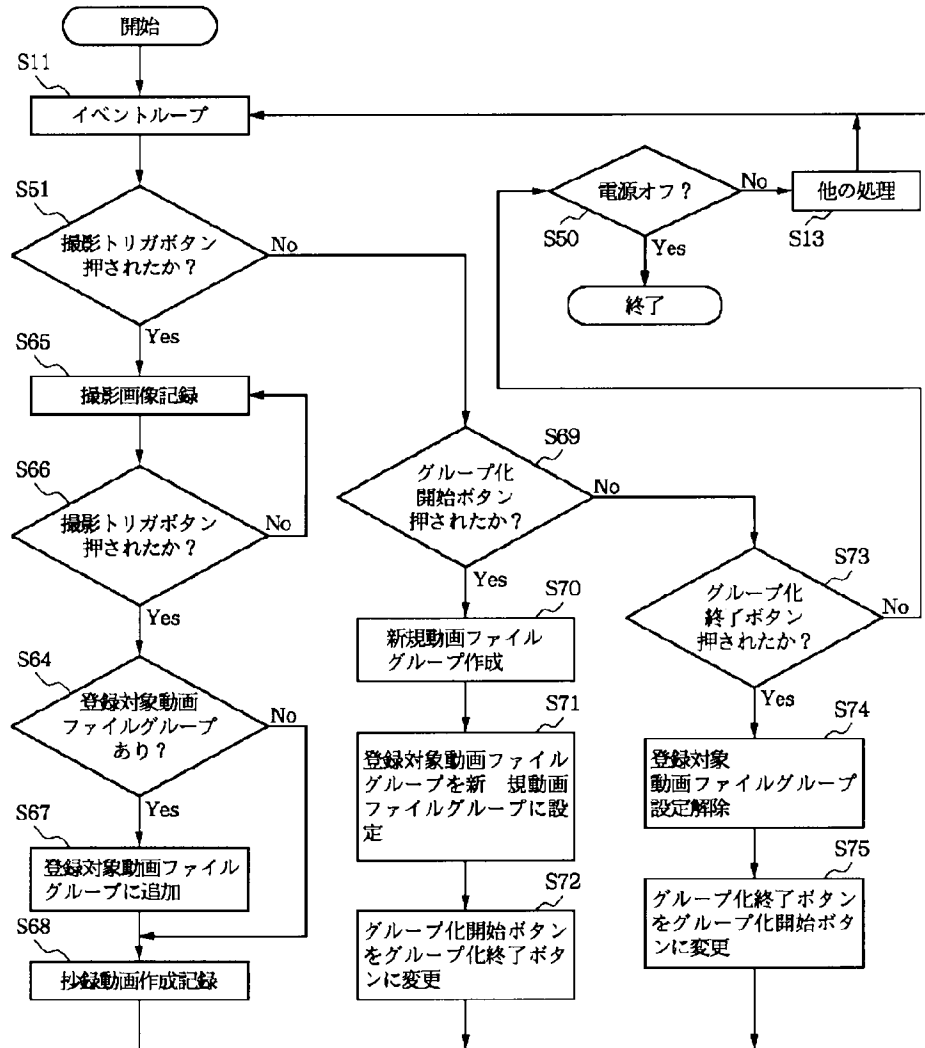 開始
S11
イベントループ
S51
撮影トリガボタン
押されたか？
No
Yes
S65
撮影画像記録
S66
撮影トリガボタン
押されたか？
No
Yes
S64
登録対象動画
ファイルグループ
あり？
No
Yes
S67
登録対象動画ファイル
グループに追加
S68
抄録動画作成記録
電源オフ？
S50
No
Yes
他の処理
S13
終了
S69
グループ化
開始ボタン
押されたか？
No
Yes
S70
新規動画ファイル
グループ作成
S71
登録対象動画ファイル
グループを新　規動画
ファイルグループに設
定
S72
グループ化開始ボタン
をグループ化終了ボタ
ンに変更
S73
グループ化
終了ボタン
押されたか？
No
Yes
S74
登録対象
動画ファイルグループ
設定解除
S75
グループ化終了ボタン
をグループ化開始ボタン
に変更